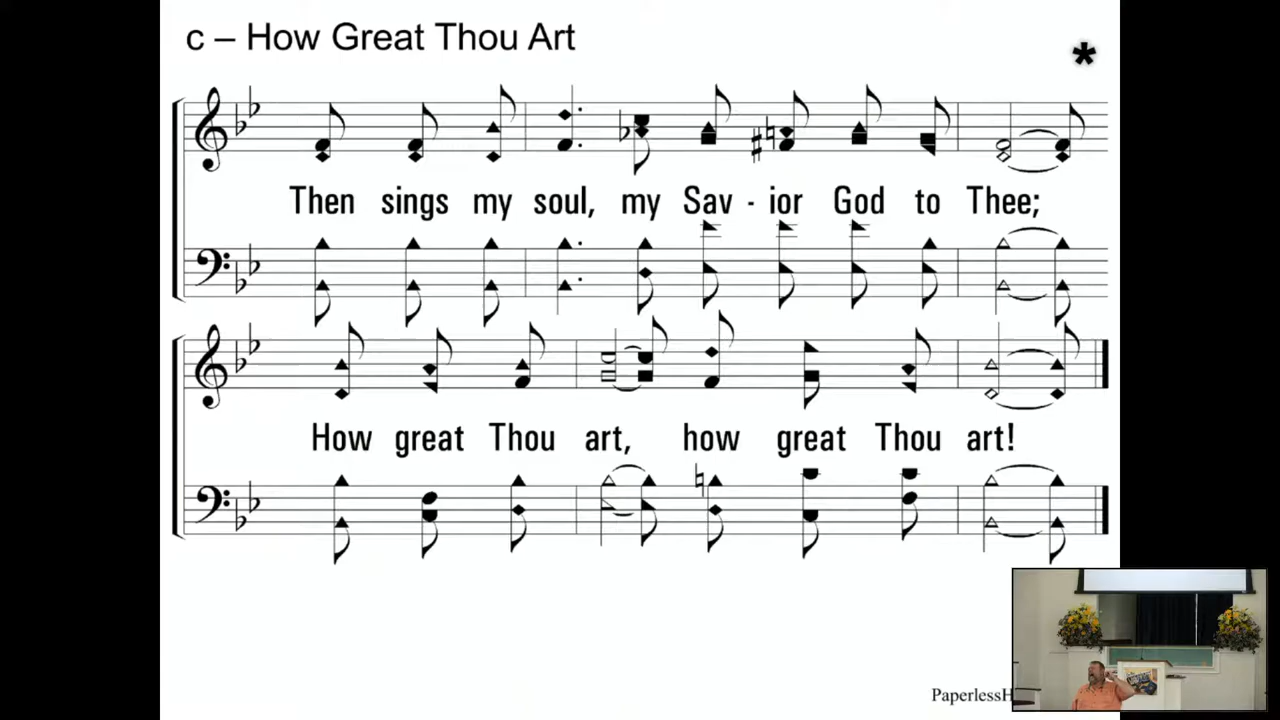 c – How Great Thou Art
*
Then sings my soul, my Sav - ior God to Thee;
How great Thou art, how great Thou art!
PaperlessH